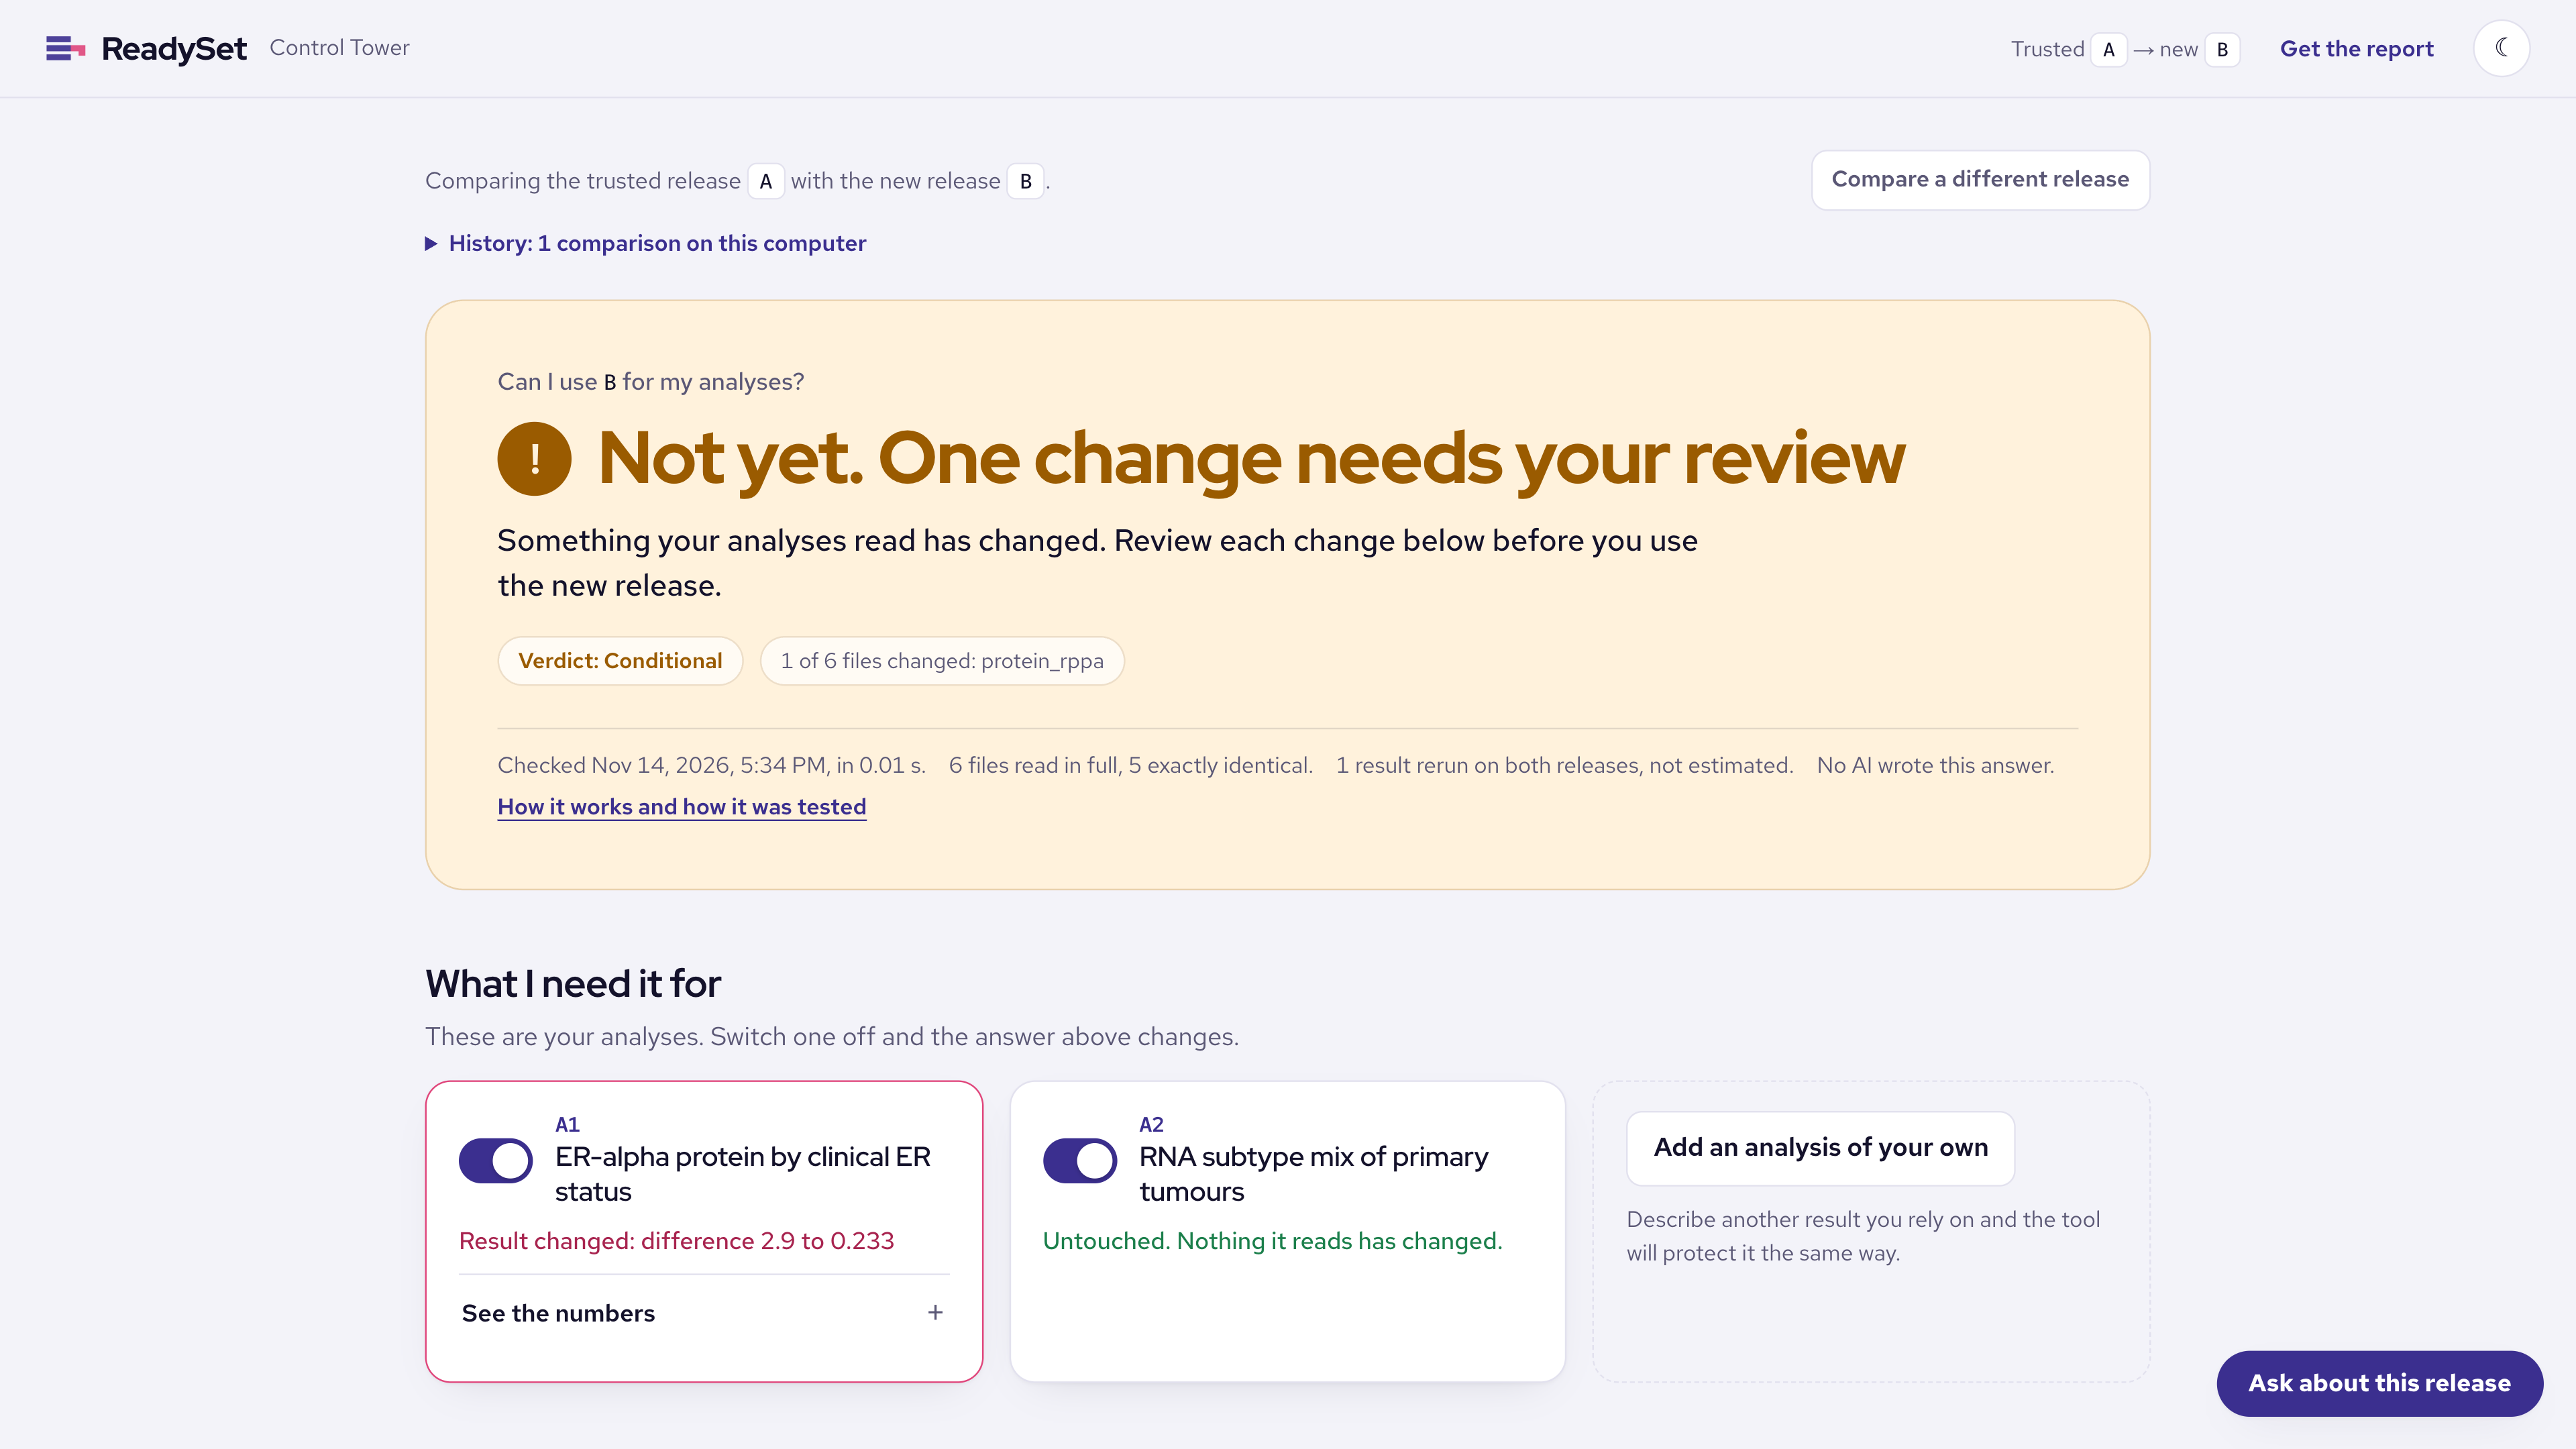 ReadySet Control Tower
Trusted A → new B Get the report
Comparing the trusted release A with the new release B.
Compare a different release
History: 1 comparison on this computer
Can I use B for my analyses?
! Not yet. One change needs your review
Something your analyses read has changed. Review each change below before you use
the new release.
Verdict: Conditional
1 of 6 files changed: protein_rppa
Checked Nov 14, 2026, 5:34 PM, in 0.01 s. 6 files read in full, 5 exactly identical. 1 result rerun on both releases, not estimated. No AI wrote this answer.
How it works and how it was tested
What I need it for
These are your analyses. Switch one off and the answer above changes.
A1
ER-alpha protein by clinical ER
status
Result changed: difference 2.9 to 0.233
See the numbers +
A2
RNA subtype mix of primary
tumours
Untouched. Nothing it reads has changed.
Add an analysis of your own
Describe another result you rely on and the tool
will protect it the same way.
Ask about this release